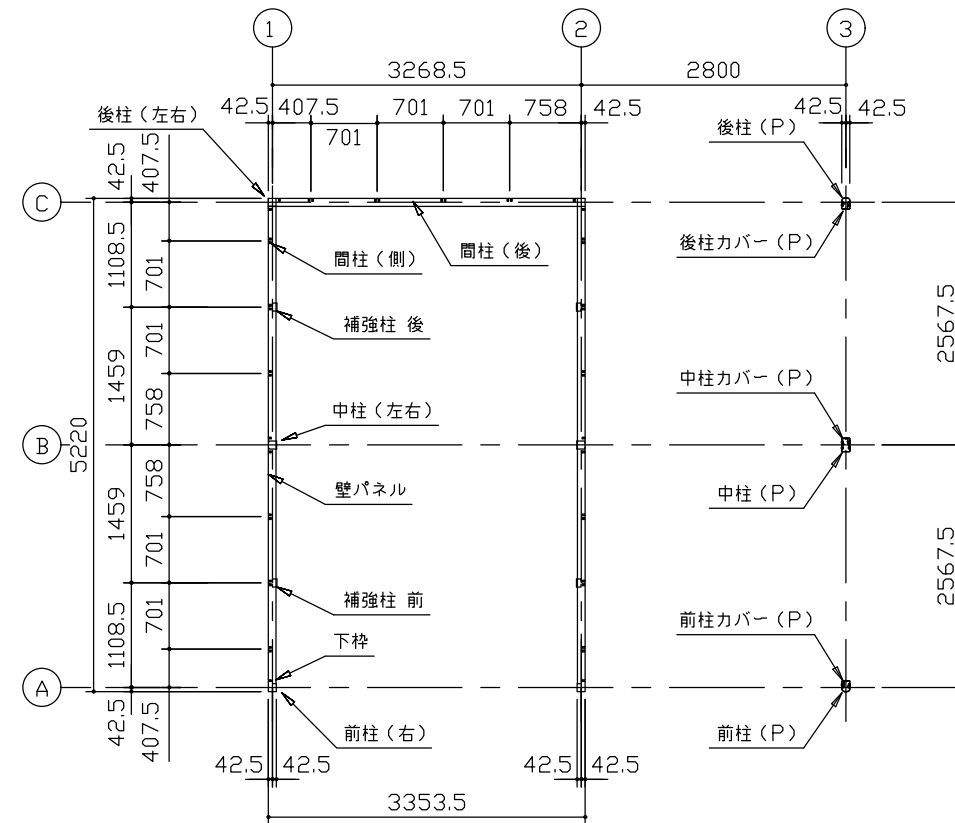 1
2
3
3268.5
2800
42.5
407.5
701
701
758
42.5
42.5
42.5
701
後柱（左右）
後柱（P）
42.5
407.5
C
間柱（側）
間柱（後）
後柱カバー（P）
1108.5
701
補強柱 後
2567.5
1459
701
758
中柱（左右）
中柱カバー（P）
B
5220
壁パネル
中柱（P）
1459
758
701
補強柱 前
2567.5
1108.5
701
下枠
前柱カバー（P）
A
42.5
407.5
前柱（右）
前柱（P）
42.5
42.5
42.5
42.5
3353.5